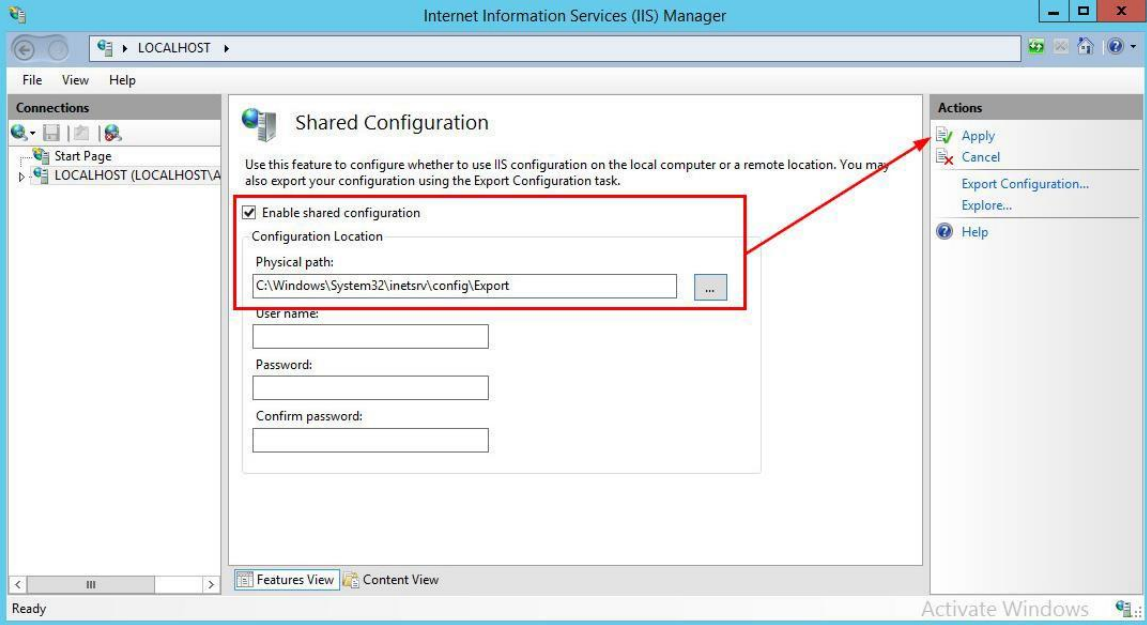 Internet Information Services (IIS) Manager
LOCALHOST
File View Help
Connections
Start Page
LOCALHOST (LOCALHOST\A
Shared Configuration
Use this feature to configure whether to use IIS configuration on the local computer or a remote location. You may
also export your configuration using the Export Configuration task.
Enable shared configuration
Configuration Location
Physical path:
C:\Windows\System32\inetsrv\config\Export
...
User name:
Password:
Confirm password:
Features View Content View
Actions
Apply
Cancel
Export Configuration...
Explore...
Help
Ready
Activate Windows